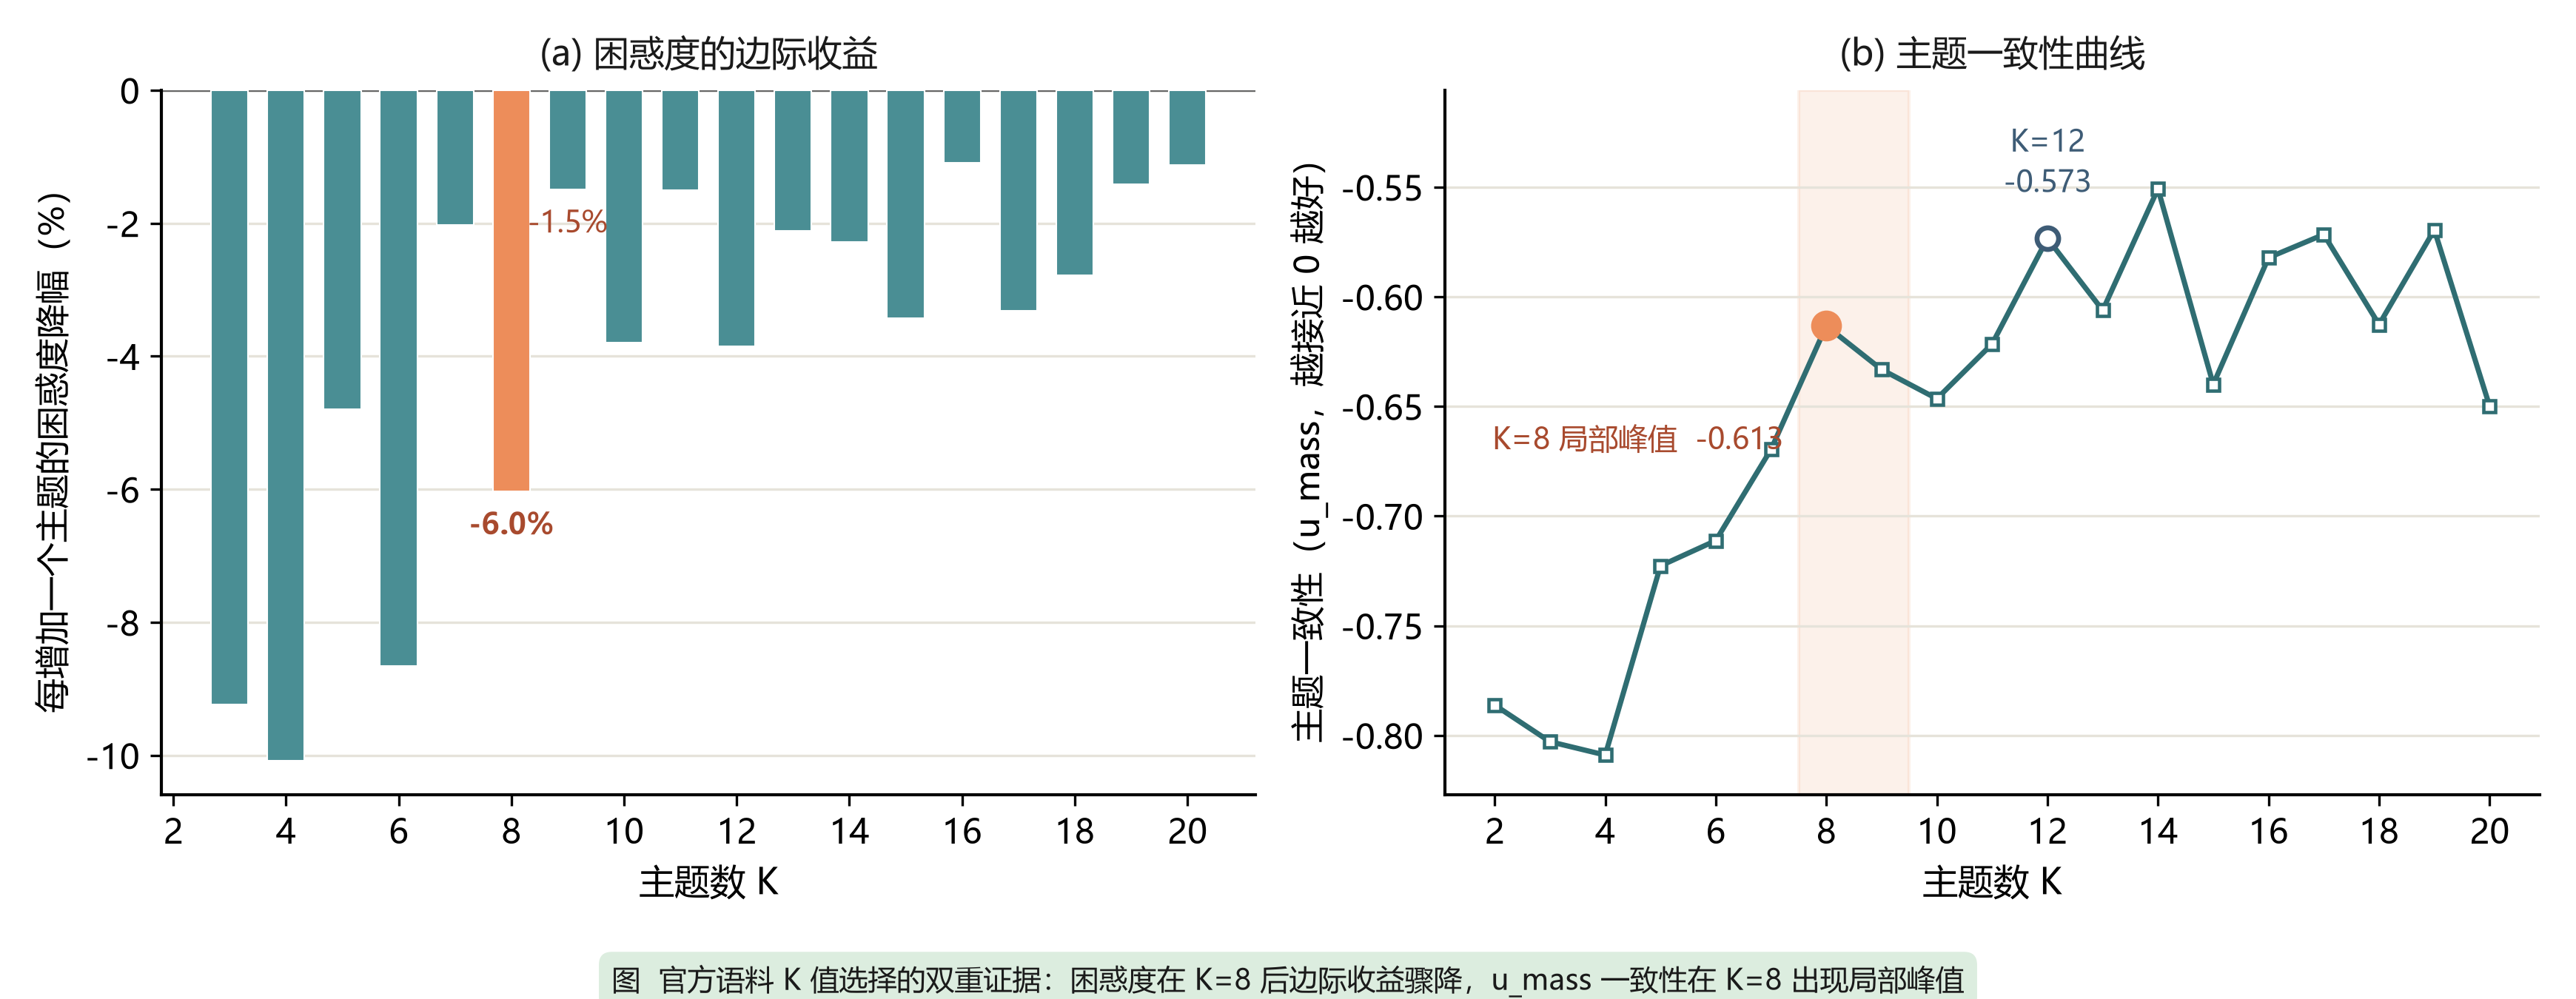 (a) 困惑度的边际收益
每增加一个主题的困惑度降幅 (%)
0
-2
-4
-6
-8
-10
-1.5%
-6.0%
2 4 6 8 10 12 14 16 18 20
主题数 K
(b) 主题一致性曲线
主题一致性 (u_mass, 越接近 0 越好)
-0.55
-0.60
-0.65
-0.70
-0.75
-0.80
K=12
-0.573
K=8 局部峰值 -0.613
2 4 6 8 10 12 14 16 18 20
主题数 K
图 官方语料 K 值选择的双重证据：困惑度在 K=8 后边际收益骤降，u_mass 一致性在 K=8 出现局部峰值